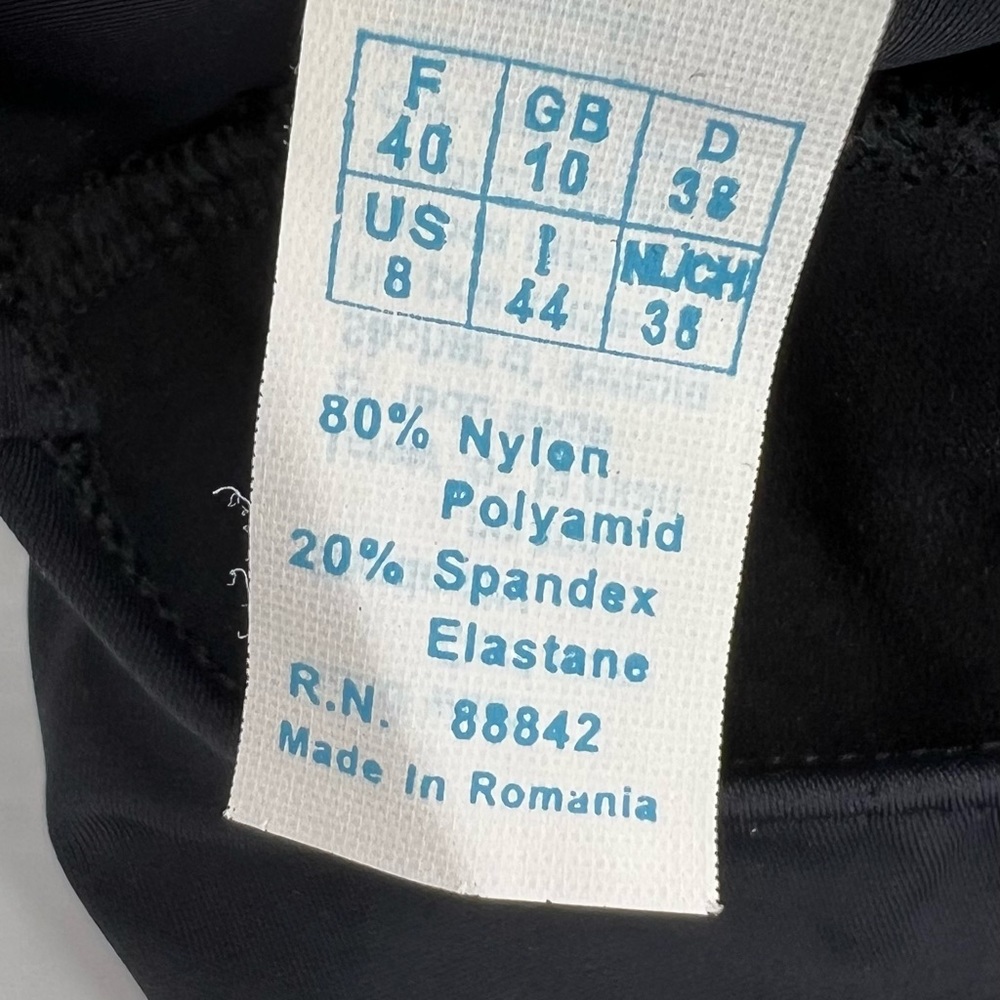 F GB D
40 10 38
US I NL/CH
8 44 38
80% Nylon
Polyamid
20% Spandex
Elastane
R.N. 88842
Made In Romania